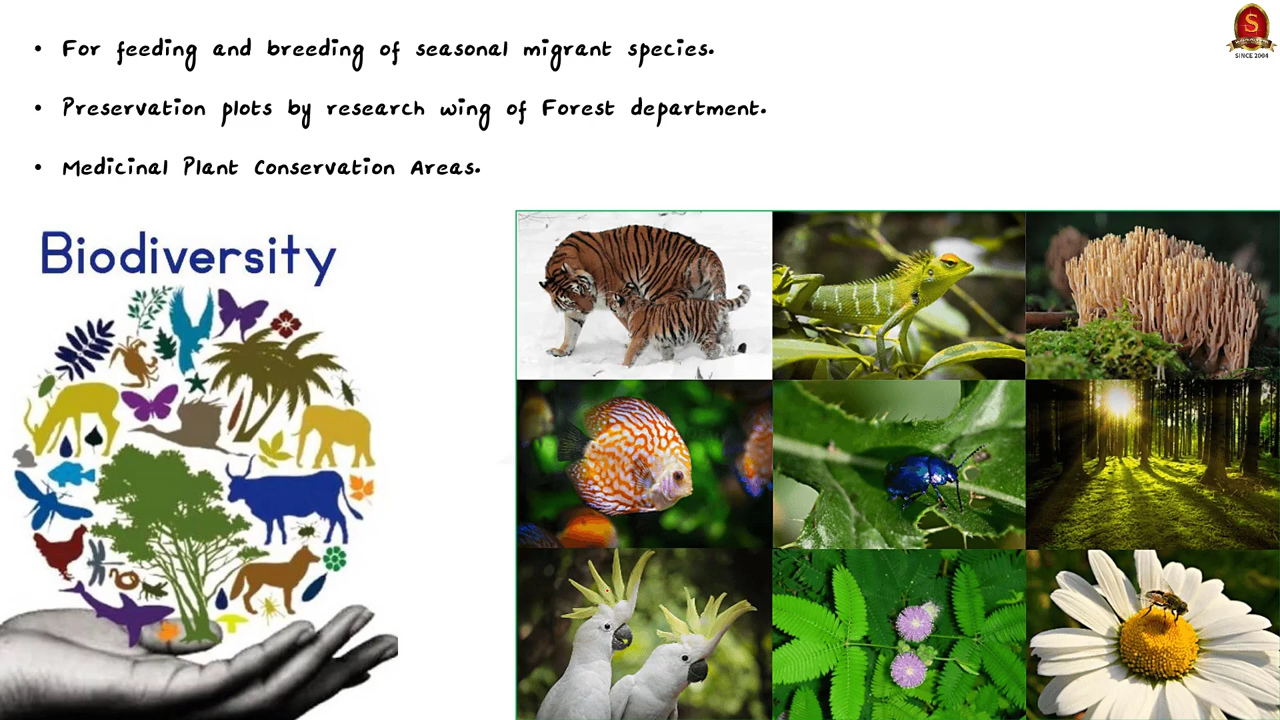 • For feeding and breeding of seasonal migrant species.
• Preservation plots by research wing of Forest department.
• Medicinal Plant Conservation Areas.
Biodiversity
S
SINCE 2004